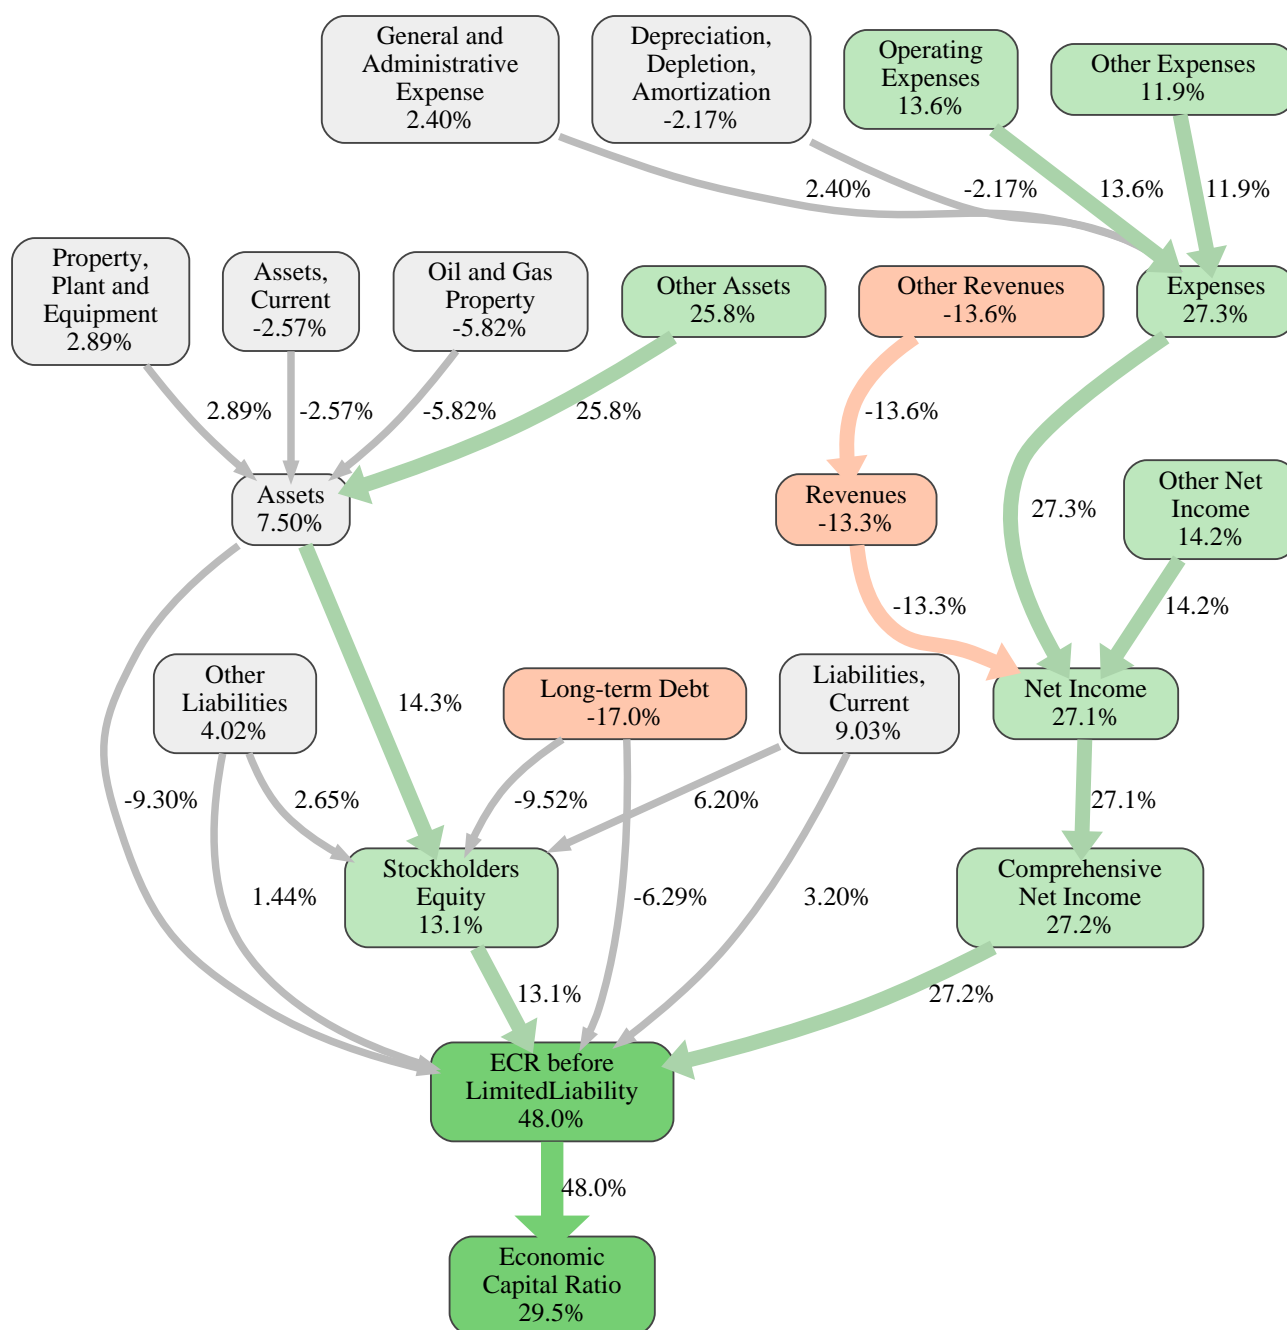 General and
Administrative
Expense
2.40%
Depreciation,
Depletion,
Amortization
-2.17%
Operating
Expenses
13.6%
Other Expenses
11.9%
2.40%
-2.17%
13.6%
11.9%
Property,
Plant and
Equipment
2.89%
Assets,
Current
-2.57%
Oil and Gas
Property
-5.82%
Other Assets
25.8%
Other Revenues
-13.6%
Expenses
27.3%
2.89%
-2.57%
-5.82%
25.8%
-13.6%
Assets
7.50%
Revenues
-13.3%
27.3%
Other Net
Income
14.2%
-13.3%
14.2%
Other
Liabilities
4.02%
14.3%
Long-term Debt
-17.0%
Liabilities,
Current
9.03%
Net Income
27.1%
-9.30%
2.65%
-9.52%
6.20%
27.1%
Stockholders
Equity
13.1%
1.44%
-6.29%
3.20%
Comprehensive
Net Income
27.2%
13.1%
27.2%
ECR before
LimitedLiability
48.0%
48.0%
Economic
Capital Ratio
29.5%